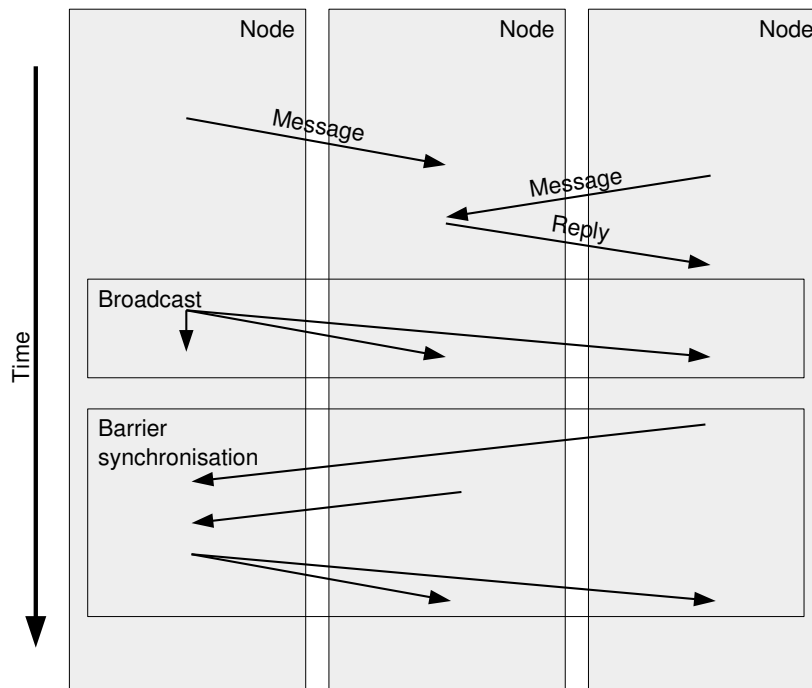 Node
Node
Node
Message
Message
Reply
Broadcast
Time
Barrier
synchronisation